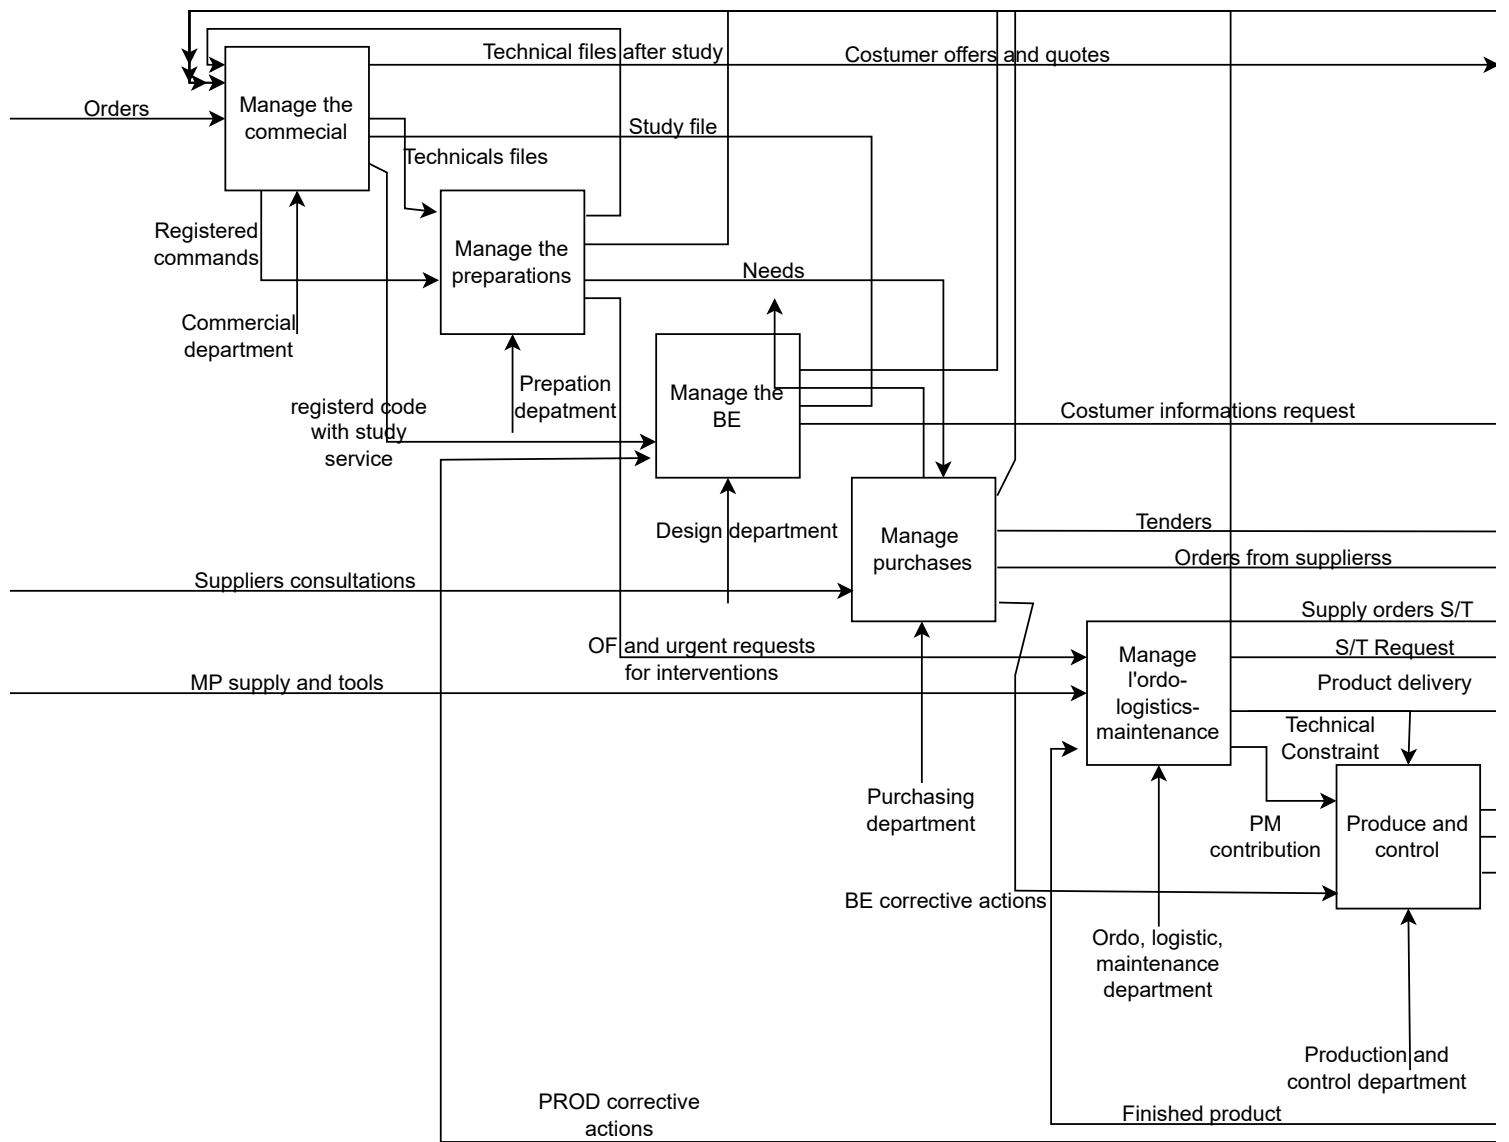 Technical files after study
Costumer offers and quotes
Orders
Manage the
commecial
Study file
Technicals files
Registered
commands
Manage the
preparations
Needs
Commercial
department
Prepation
depatment
registerd code
with study
service
Manage the
BE
Costumer informations request
Design department
Manage
purchases
Tenders
Orders from supplierss
Suppliers consultations
Supply orders S/T
OF and urgent requests
for interventions
Manage
l'ordo-
logistics-
maintenance
S/T Request
MP supply and tools
Product delivery
Technical
Constraint
Purchasing
department
PM
contribution
Produce and
control
BE corrective actions
Ordo, logistic,
maintenance
department
Production and
control department
PROD corrective
actions
Finished product